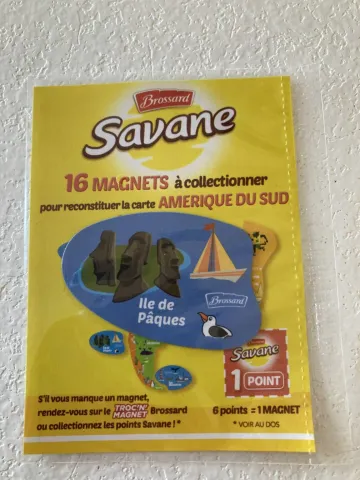 Brossard
Savane
16 MAGNETS à collectionner
pour reconstituer la carte AMERIQUE DU SUD
Ile de
Pâques
Brossard
Savane
1 POINT
S'il vous manque un magnet,
rendez-vous sur le TROC'N' MAGNET Brossard
ou collectionnez les points Savane ! *
6 points = 1 MAGNET
* VOIR AU DOS